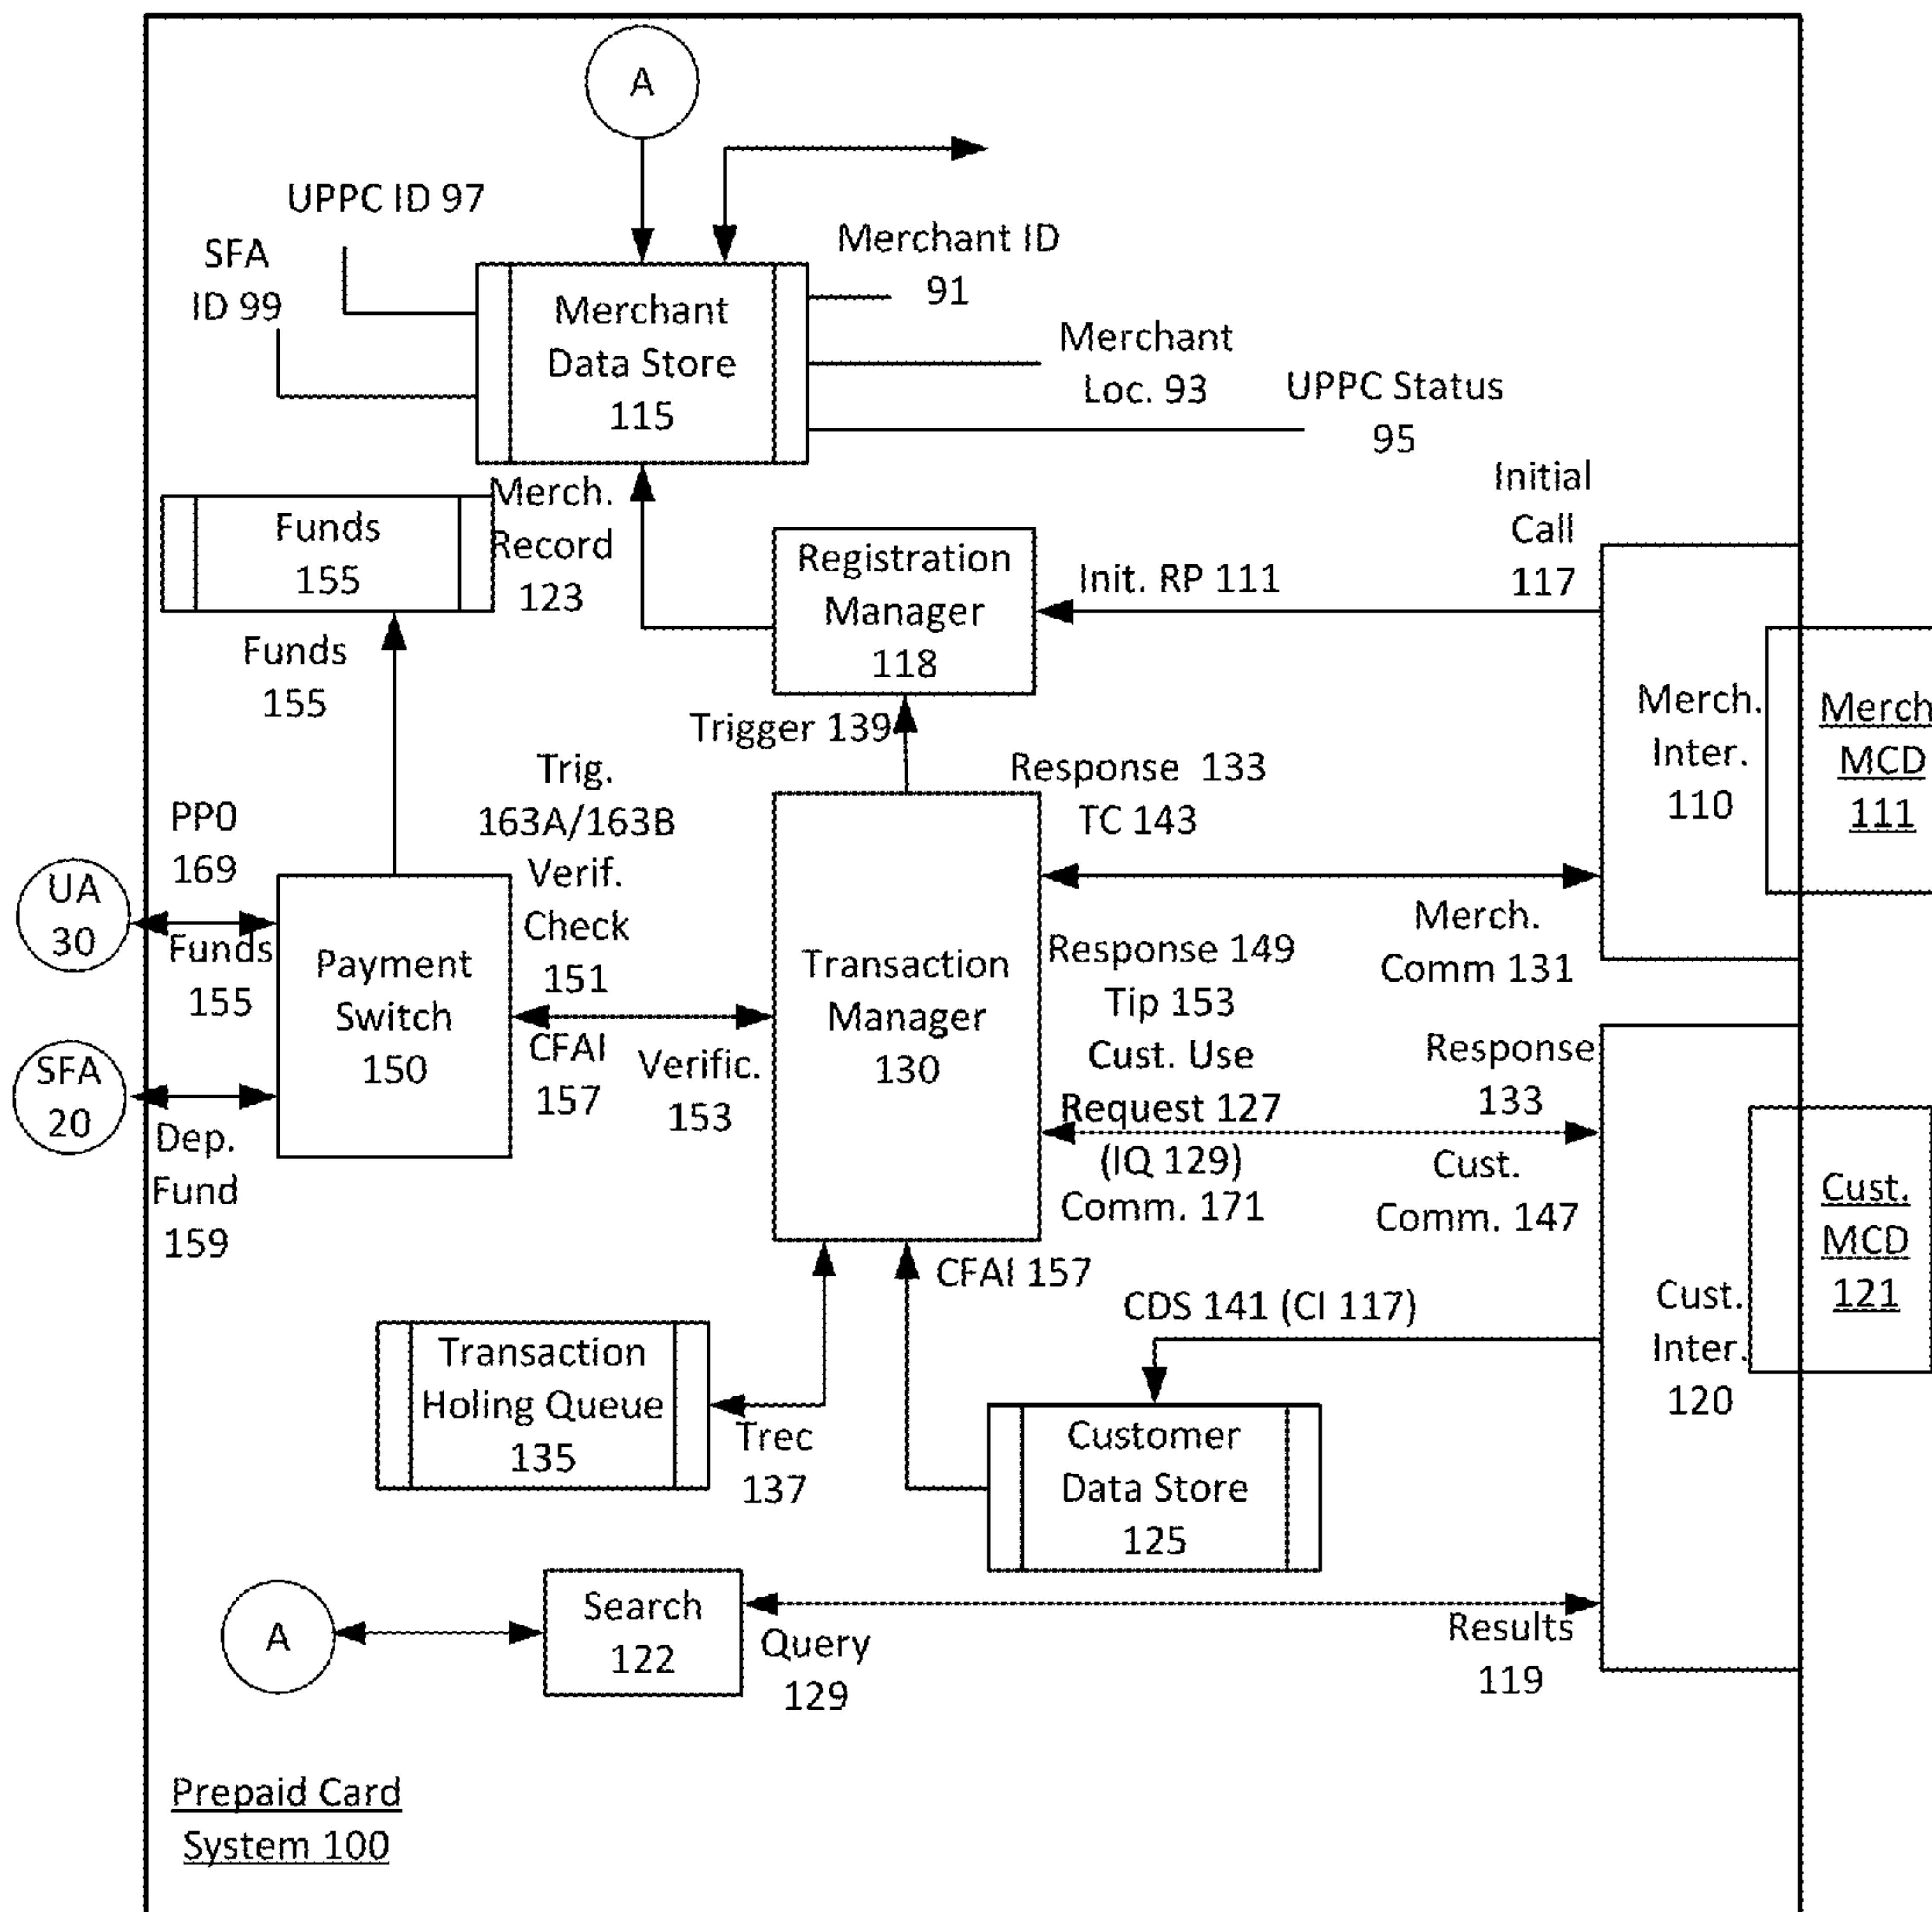 A
UPPC ID 97
SFA
ID 99
Merchant ID
91
Merchant
Data Store
115
Merchant
Loc. 93
UPPC Status
95
Funds
155
Merch.
Record
123
Registration
Manager
118
Init. RP 111
Initial
Call
117
Funds
155
Trigger 139
Merch.
Inter.
110
Merch
MCD
111
PP0
169
Trig.
163A/163B
Verif.
Check
151
Response 133
TC 143
UA
30
Funds
155
Payment
Switch
150
Transaction
Manager
130
Merch.
Comm 131
Response 149
Tip 153
Cust. Use
Request 127
(IQ 129)
Comm. 171
Response
133
SFA
20
CFAI
157
Verific.
153
Dep.
Fund
159
Cust.
Comm. 147
Cust.
MCD
121
CFAI 157
CDS 141 (CI 117)
Cust.
Inter.
120
Transaction
Holing Queue
135
Trec
137
Customer
Data Store
125
A
Search
122
Query
129
Results
119
Prepaid Card
System 100